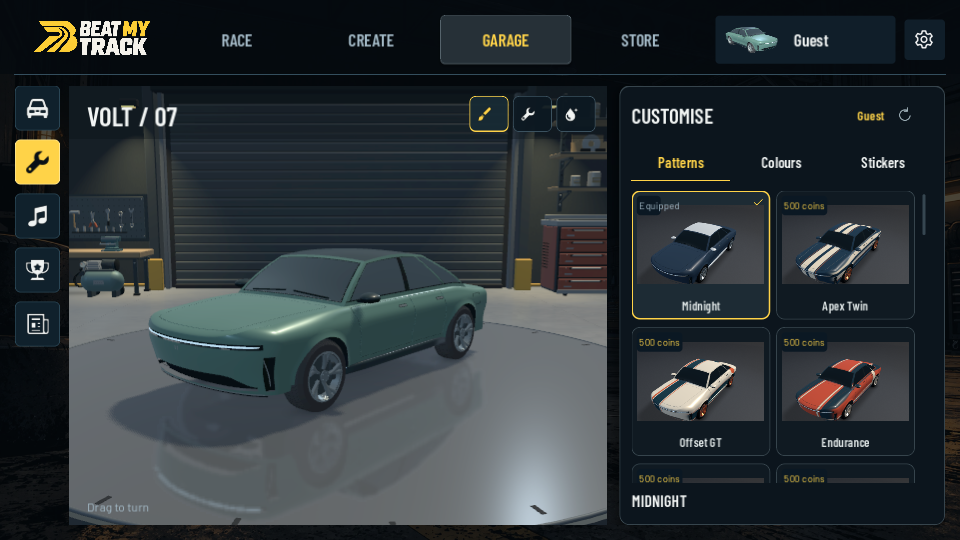 BEAT MY
TRACK
RACE
CREATE
GARAGE
STORE
Guest
VOLT / 07
Drag to turn
CUSTOMISE
Guest
Patterns
Colours
Stickers
Equipped
Midnight
500 coins
Apex Twin
500 coins
Offset GT
500 coins
Endurance
500 coins
500 coins
MIDNIGHT